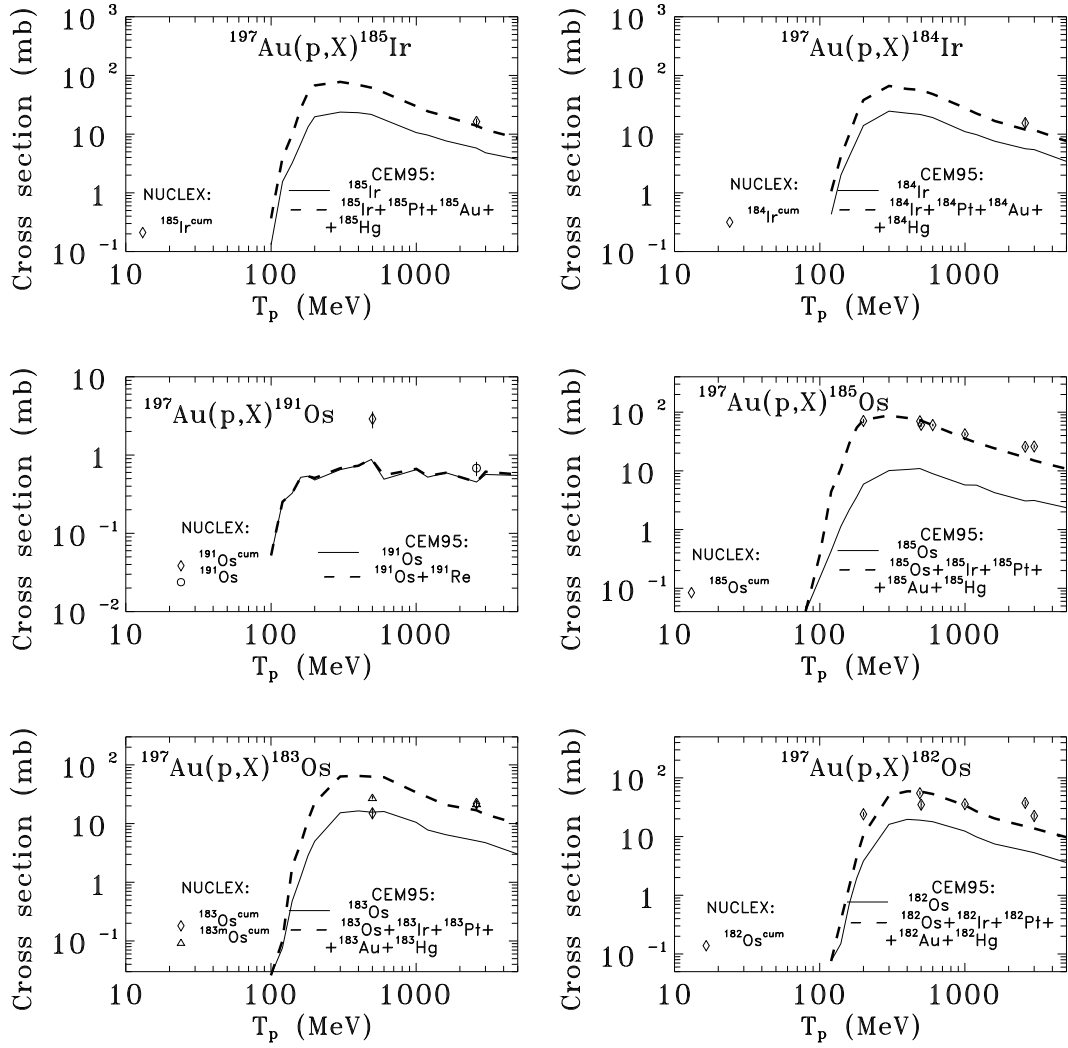 Cross section (mb)
10 ³
10 ²
10
1
10 ⁻¹
¹⁹⁷Au(p,X)¹⁸⁵Ir
NUCLEX:
¹⁸⁵Irᶜᵘᵐ
CEM95:
¹⁸⁵Ir
¹⁸⁵Ir+¹⁸⁵Pt+¹⁸⁵Au+
+¹⁸⁵Hg
10 100 1000
Tₚ (MeV)
Cross section (mb)
10 ³
10 ²
10
1
10 ⁻¹
¹⁹⁷Au(p,X)¹⁸⁴Ir
NUCLEX:
¹⁸⁴Irᶜᵘᵐ
CEM95:
¹⁸⁴Ir
¹⁸⁴Ir+¹⁸⁴Pt+¹⁸⁴Au+
+¹⁸⁴Hg
10 100 1000
Tₚ (MeV)
Cross section (mb)
10
1
10 ⁻¹
10 ⁻²
¹⁹⁷Au(p,X)¹⁹¹Os
NUCLEX:
¹⁹¹Osᶜᵘᵐ
¹⁹¹Os
CEM95:
¹⁹¹Os
¹⁹¹Os+¹⁹¹Re
10 100 1000
Tₚ (MeV)
Cross section (mb)
10 ²
10
1
10 ⁻¹
¹⁹⁷Au(p,X)¹⁸⁵Os
NUCLEX:
¹⁸⁵Osᶜᵘᵐ
CEM95:
¹⁸⁵Os
¹⁸⁵Os+¹⁸⁵Ir+¹⁸⁵Pt+
+¹⁸⁵Au+¹⁸⁵Hg
10 100 1000
Tₚ (MeV)
Cross section (mb)
10 ²
10
1
10 ⁻¹
¹⁹⁷Au(p,X)¹⁸³Os
NUCLEX:
¹⁸³Osᶜᵘᵐ
¹⁸³ᵐOsᶜᵘᵐ
CEM95:
¹⁸³Os
¹⁸³Os+¹⁸³Ir+¹⁸³Pt+
+¹⁸³Au+¹⁸³Hg
10 100 1000
Tₚ (MeV)
Cross section (mb)
10 ²
10
1
10 ⁻¹
¹⁹⁷Au(p,X)¹⁸²Os
NUCLEX:
¹⁸²Osᶜᵘᵐ
CEM95:
¹⁸²Os
¹⁸²Os+¹⁸²Ir+¹⁸²Pt+
+¹⁸²Au+¹⁸²Hg
10 100 1000
Tₚ (MeV)